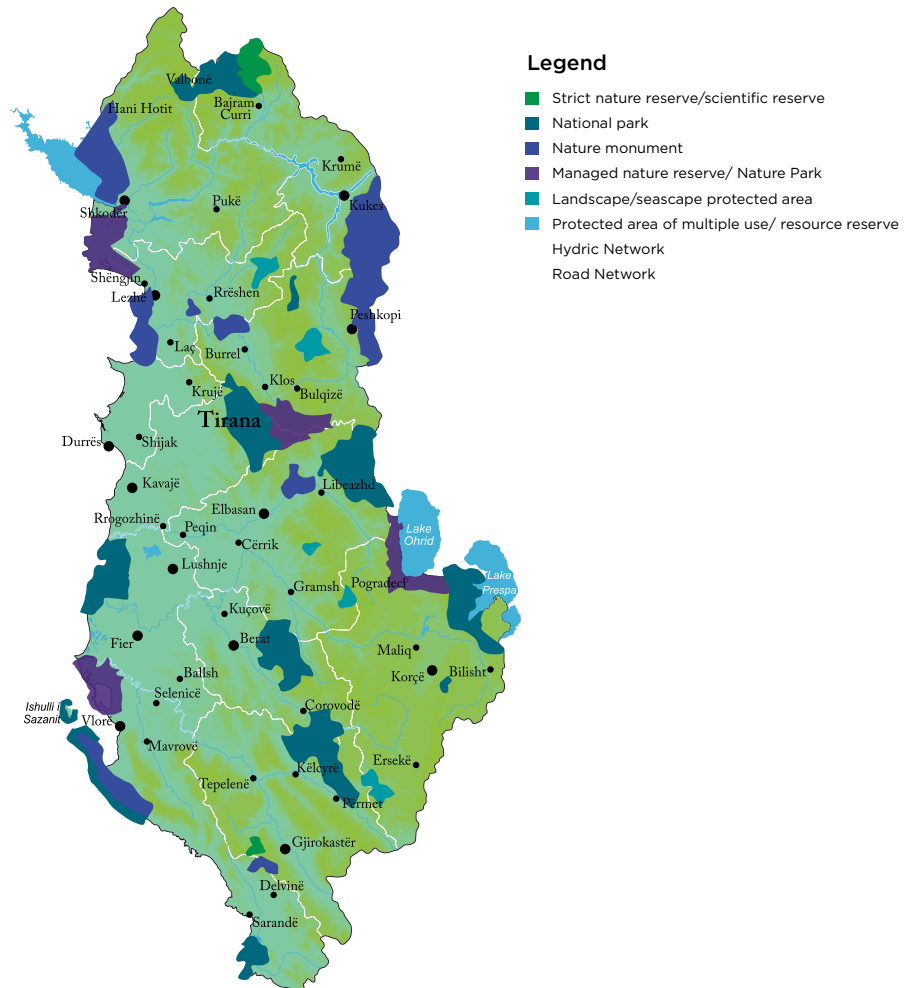 Legend
Strict nature reserve/scientific reserve
National park
Nature monument
Managed nature reserve/ Nature Park
Landscape/seascape protected area
Protected area of multiple use/ resource reserve
Hydric Network
Road Network
Valbonë
Hani Hotit
Bajram
Curri
Krumë
Shkodër
Pukë
Kukes
Shëngjin
Lezhë
Rrëshen
Peshkopi
Laç
Burrel
Krujë
Klos
Bulqizë
Tirana
Durrës
Shijak
Kavajë
Libeazhd
Elbasan
Rrogozhinë
Peqin
Cërrik
Lake
Ohrid
Lushnje
Gramsh
Pogradeci
Lake
Prespa
Kuçovë
Fier
Berat
Maliq
Korçë
Bilisht
Ballsh
Selenicë
Ishulli i
Sazanit
Vlorë
Çorovodë
Mavrovë
Tepelenë
Këlcyrë
Ersekë
Përmet
Gjirokastër
Delvinë
Sarandë